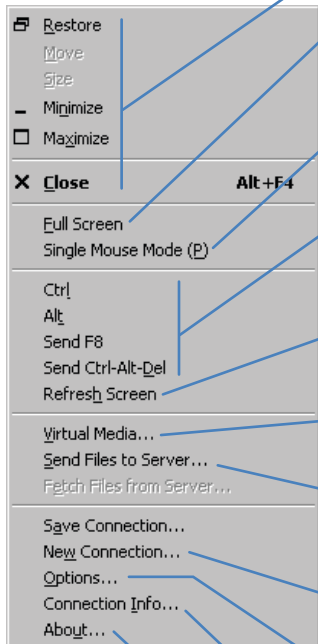 Restore
Move
Size
Minimize
Maximize
Close Alt+F4
Full Screen
Single Mouse Mode (P)
Ctrl
Alt
Send F8
Send Ctrl-Alt-Del
Refresh Screen
Virtual Media...
Send Files to Server...
Fetch Files from Server...
Save Connection...
New Connection...
Options...
Connection Info...
About...